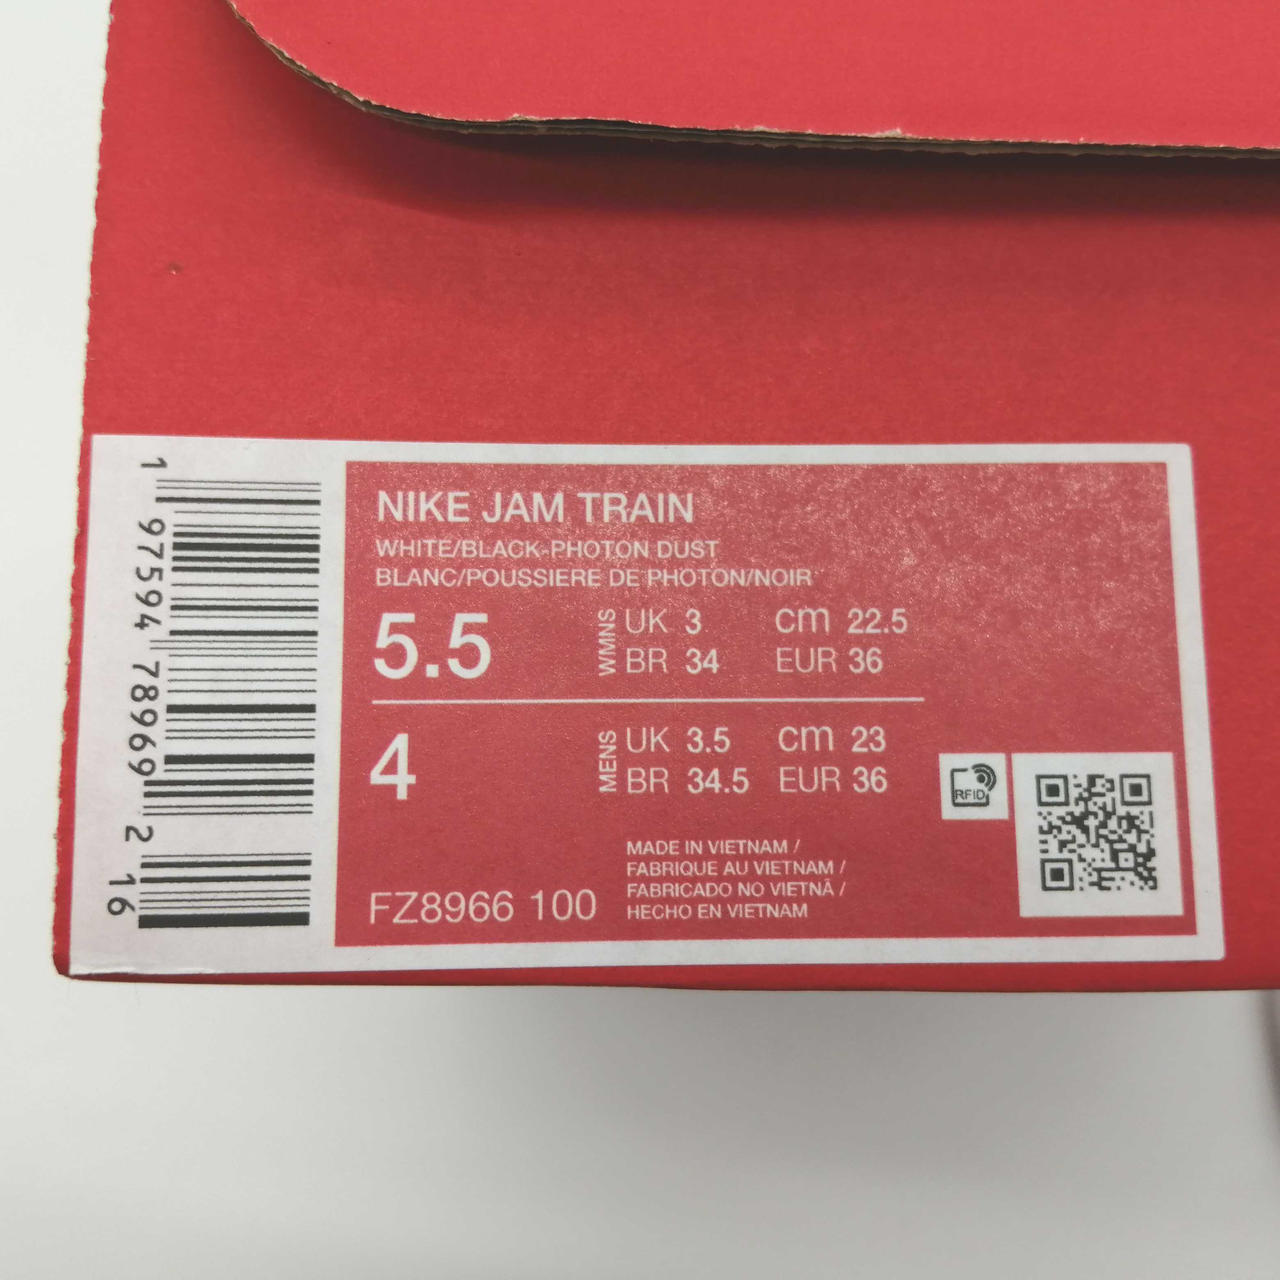 1 97594 78969 2 16
NIKE JAM TRAIN
WHITE/BLACK-PHOTON DUST
BLANC/POUSSIERE DE PHOTON/NOIR
5.5 WMNS UK 3 cm 22.5
BR 34 EUR 36
4 MENS UK 3.5 cm 23
BR 34.5 EUR 36
RFID
MADE IN VIETNAM /
FABRIQUE AU VIETNAM /
FABRICADO NO VIETNÃ /
HECHO EN VIETNAM
FZ8966 100